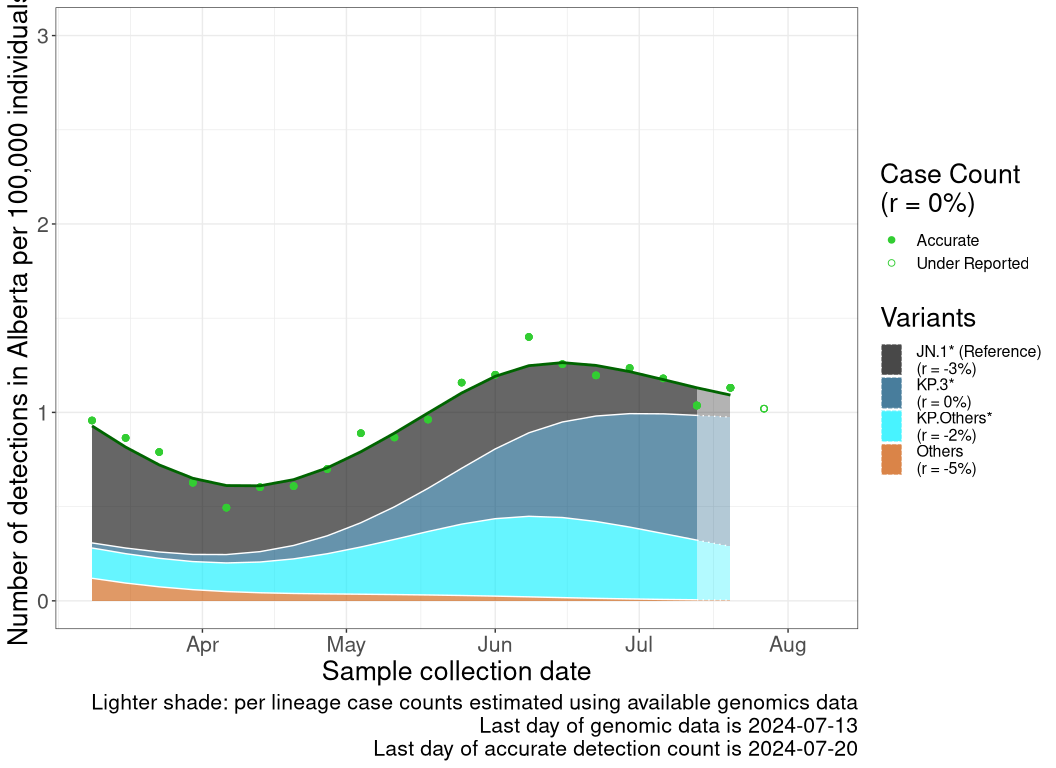 Number of detections in Alberta per 100,000 individuals
3
2
1
0
Apr
May
Jun
Jul
Aug
Sample collection date
Lighter shade: per lineage case counts estimated using available genomics data
Last day of genomic data is 2024-07-13
Last day of accurate detection count is 2024-07-20
Case Count
(r = 0%)
Accurate
Under Reported
Variants
JN.1* (Reference)
(r = -3%)
KP.3*
(r = 0%)
KP.Others*
(r = -2%)
Others
(r = -5%)